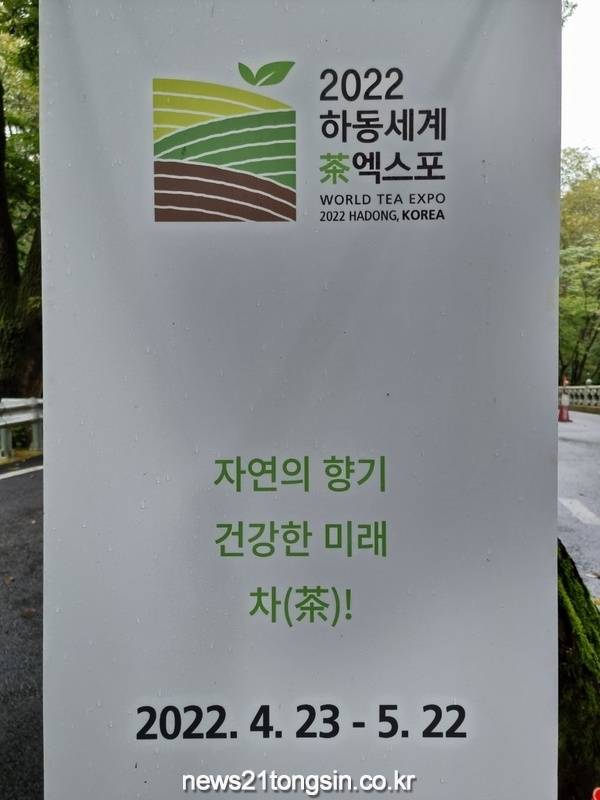 2022
하동세계
茶엑스포
WORLD TEA EXPO
2022 HADONG, KOREA
자연의 향기
건강한 미래
차(茶)!
2022. 4. 23 - 5. 22
news21tongsin.co.kr